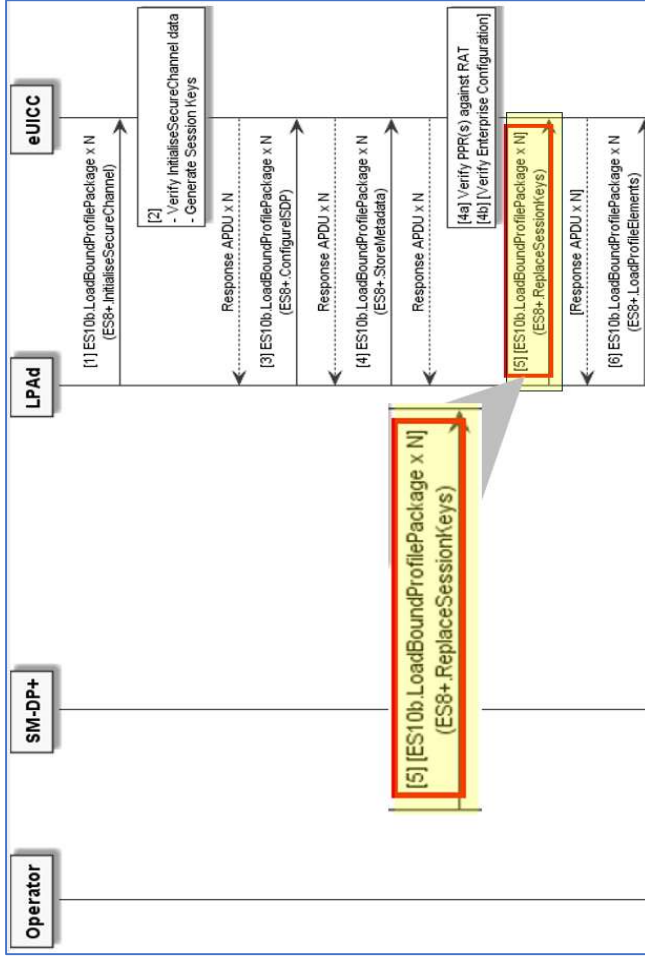 Operator
SM-DP+
LPAd
eUICC
[1] ES10b.LoadBoundProfilePackage x N
(ES8+.InitialiseSecureChannel)
[2]
- Verify InitialiseSecureChannel data
- Generate Session Keys
Response APDU x N
[3] ES10b.LoadBoundProfilePackage x N
(ES8+.ConfigureISDP)
Response APDU x N
[4] ES10b.LoadBoundProfilePackage x N
(ES8+.StoreMetadata)
Response APDU x N
[4a] Verify PPR(s) against RAT
[4b] [Verify Enterprise Configuration]
[5] [ES10b.LoadBoundProfilePackage x N]
(ES8+.ReplaceSessionKeys)
[5] [ES10b.LoadBoundProfilePackage x N]
(ES8+.ReplaceSessionKeys)
[Response APDU x N]
[6] ES10b.LoadBoundProfilePackage x N
(ES8+.LoadProfileElements)